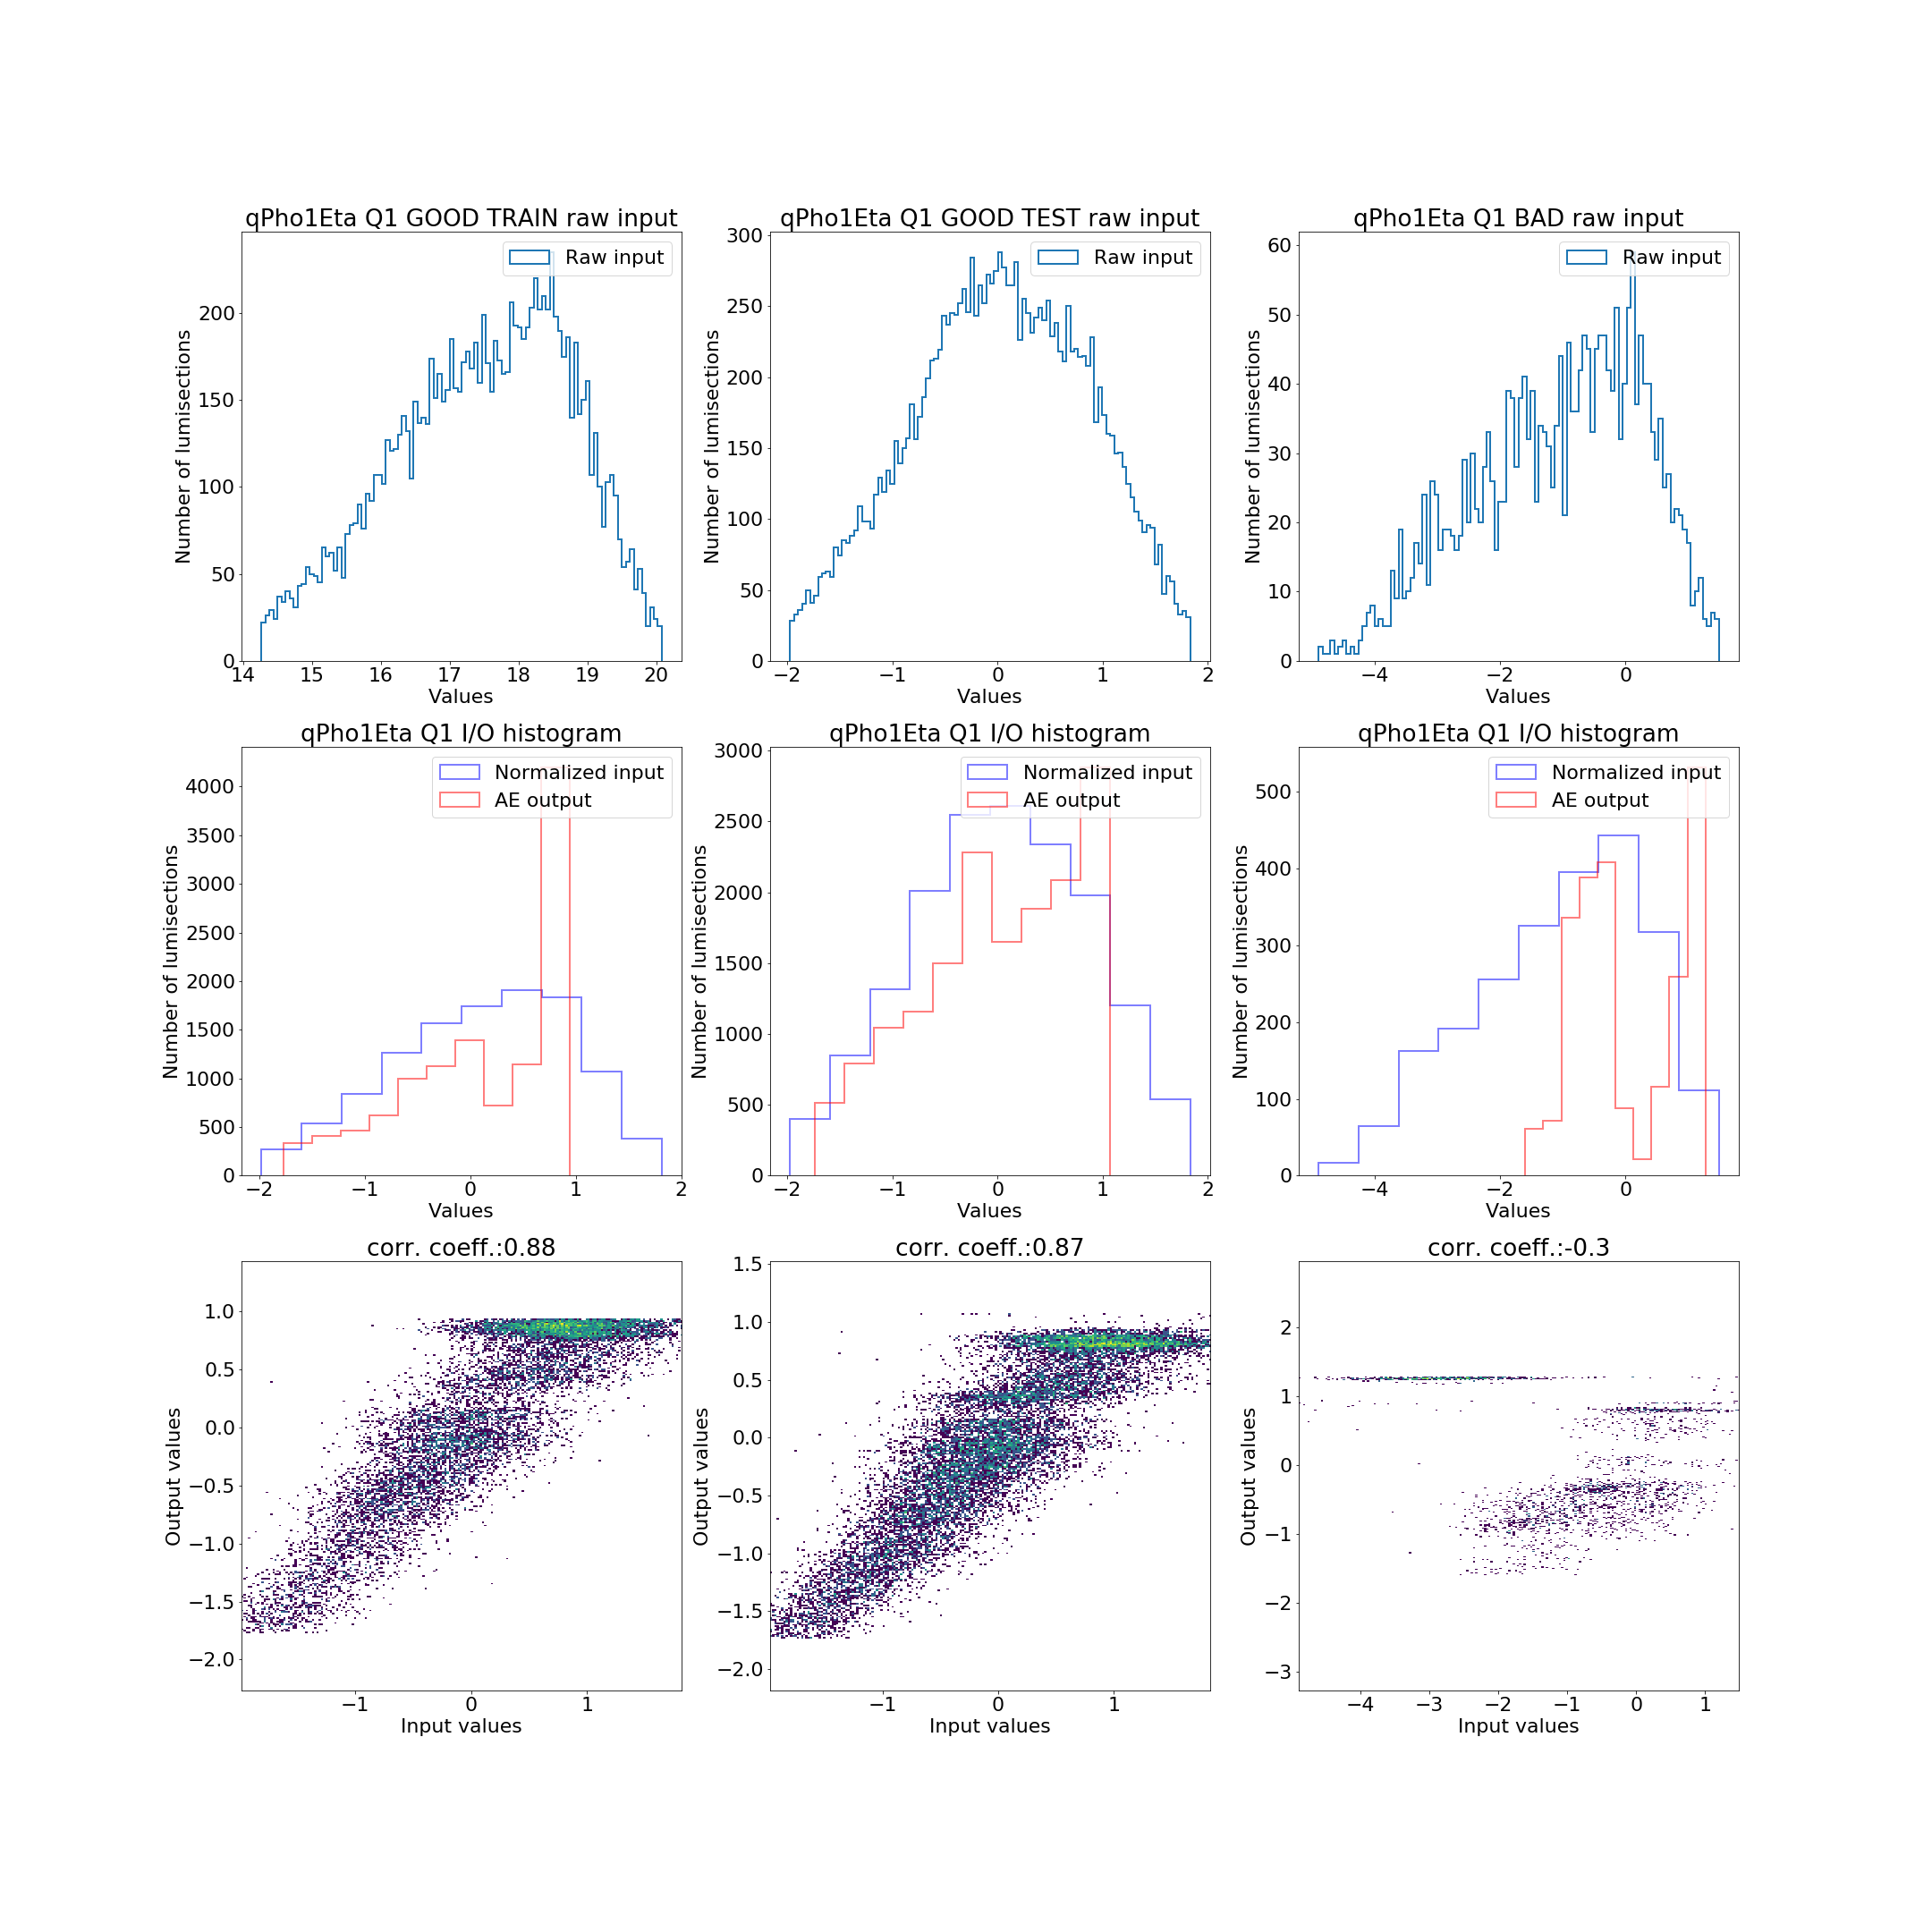 qPho1Eta Q1 GOOD TRAIN raw input
Raw input
Number of lumisections
0
50
100
150
200
14 15 16 17 18 19 20
Values
qPho1Eta Q1 GOOD TEST raw input
Raw input
Number of lumisections
0
50
100
150
200
250
300
−2 −1 0 1 2
Values
qPho1Eta Q1 BAD raw input
Raw input
Number of lumisections
0
10
20
30
40
50
60
−4 −2 0
Values
qPho1Eta Q1 I/O histogram
Normalized input
AE output
Number of lumisections
0
500
1000
1500
2000
2500
3000
3500
4000
−2 −1 0 1 2
Values
qPho1Eta Q1 I/O histogram
Normalized input
AE output
Number of lumisections
0
500
1000
1500
2000
2500
3000
−2 −1 0 1 2
Values
qPho1Eta Q1 I/O histogram
Normalized input
AE output
Number of lumisections
0
100
200
300
400
500
−4 −2 0
Values
corr. coeff.:0.88
Output values
1.0
0.5
0.0
−0.5
−1.0
−1.5
−2.0
−1 0 1
Input values
corr. coeff.:0.87
Output values
1.5
1.0
0.5
0.0
−0.5
−1.0
−1.5
−2.0
−1 0 1
Input values
corr. coeff.:-0.3
Output values
2
1
0
−1
−2
−3
−4 −3 −2 −1 0 1
Input values